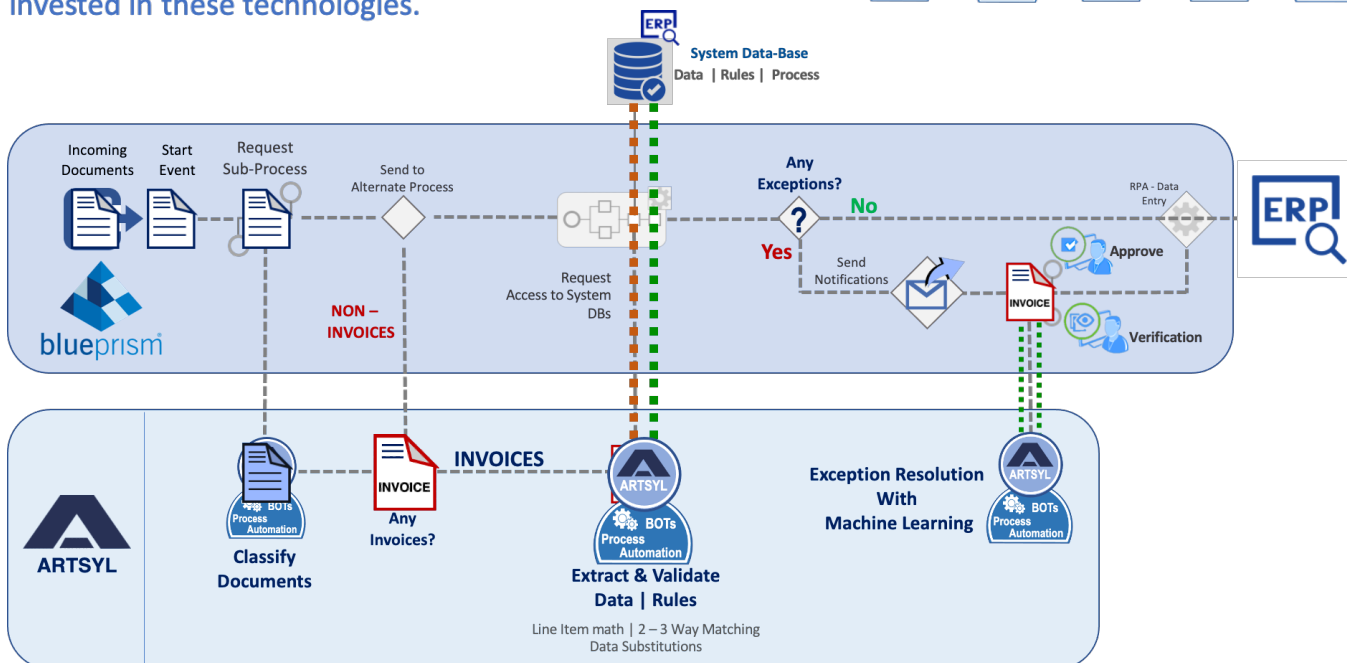 invested in these technologies.
ERP
System Data-Base
Data | Rules | Process
Incoming
Documents
Start
Event
Request
Sub-Process
Send to
Alternate Process
Any
Exceptions?
?
No
Yes
RPA - Data
Entry
ERP
Send
Notifications
Approve
INVOICE
Verification
Request
Access to System
DBs
NON –
INVOICES
blueprism
INVOICES
INVOICE
Any
Invoices?
BOTs
Process
Automation
Classify
Documents
ARTSYL
ARTSYL
BOTs
Process
Automation
Extract & Validate
Data | Rules
Line Item math | 2 – 3 Way Matching
Data Substitutions
Exception Resolution
With
Machine Learning
ARTSYL
BOTs
Process
Automation